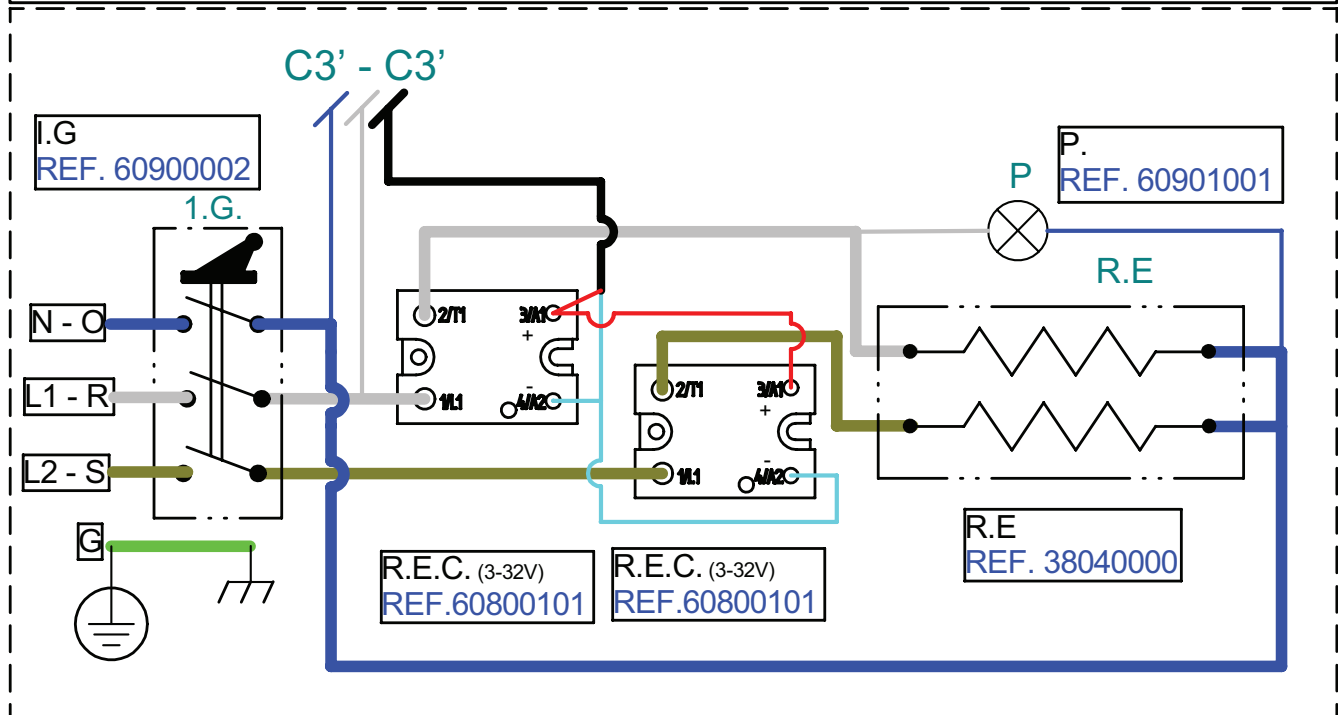 C3’ - C3’
I.G
REF. 60900002
1.G.
P.
REF. 60901001
P
R.E
N - O
L1 - R
L2 - S
G
2/T1
3/A1
+
1/L1
-
4/A2
2/T1
3/A1
+
1/L1
-
4/A2
R.E.C. (3-32V)
REF.60800101
R.E.C. (3-32V)
REF.60800101
R.E
REF. 38040000